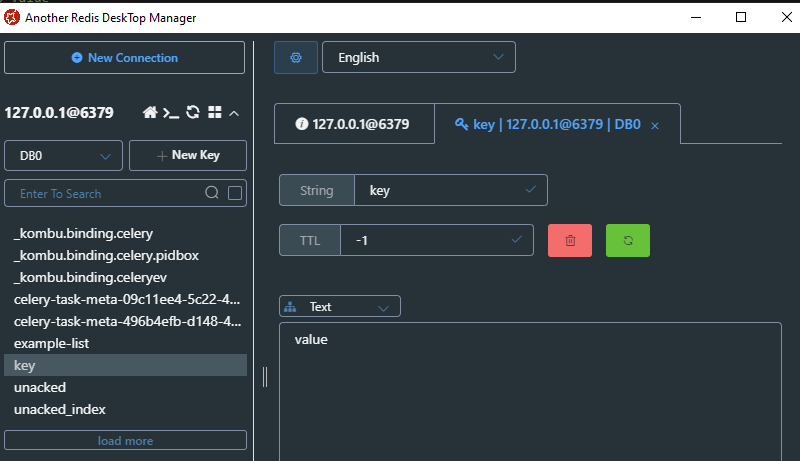 value
Another Redis DeskTop Manager
New Connection
English
127.0.0.1@6379
127.0.0.1@6379
key | 127.0.0.1@6379 | DB0
DB0
New Key
Enter To Search
String
key
TTL
-1
_kombu.binding.celery
_kombu.binding.celery.pidbox
_kombu.binding.celeryev
celery-task-meta-09c11ee4-5c22-4...
celery-task-meta-496b4efb-d148-4...
example-list
key
unacked
unacked_index
load more
Text
value